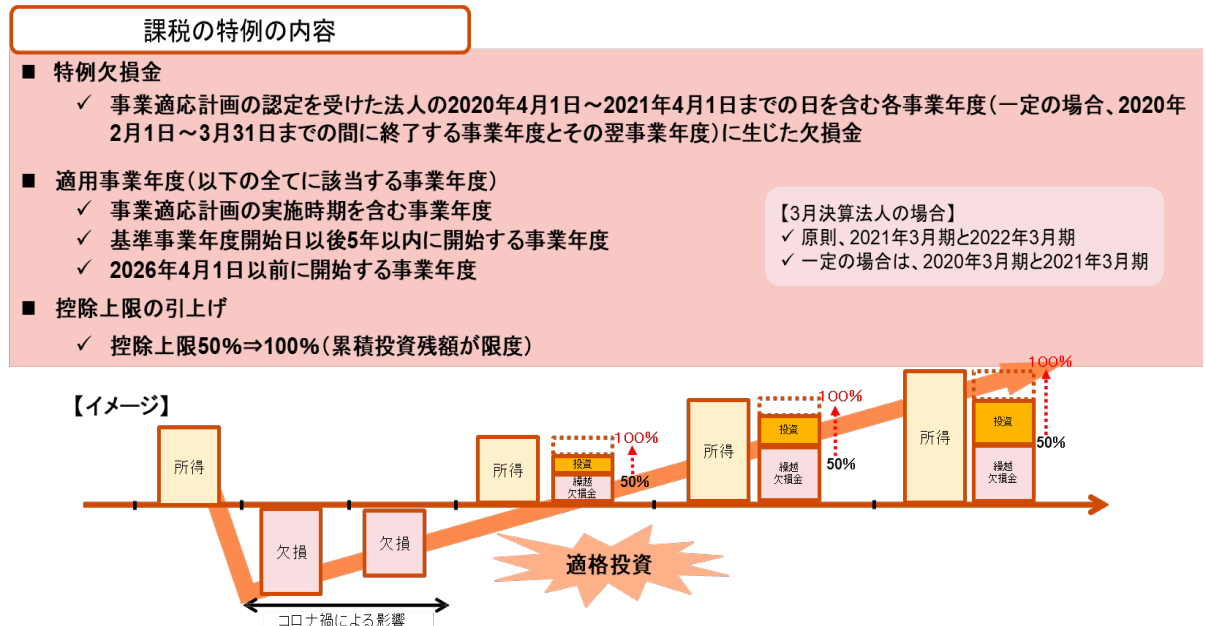 課税の特例の内容
■ 特例欠損金
✓ 事業適応計画の認定を受けた法人の2020年4月1日～2021年4月1日までの日を含む各事業年度（一定の場合、2020年
2月1日～3月31日までの間に終了する事業年度とその翌事業年度）に生じた欠損金
■ 適用事業年度（以下の全てに該当する事業年度）
✓ 事業適応計画の実施時期を含む事業年度
✓ 基準事業年度開始日以後5年以内に開始する事業年度
✓ 2026年4月1日以前に開始する事業年度
【3月決算法人の場合】
✓ 原則、2021年3月期と2022年3月期
✓ 一定の場合は、2020年3月期と2021年3月期
■ 控除上限の引上げ
✓ 控除上限50%⇒100%（累積投資残額が限度）
【イメージ】
所得
欠損
欠損
コロナ禍による影響
所得
投資
繰越
欠損金
100%
50%
適格投資
所得
投資
繰越
欠損金
100%
50%
所得
投資
繰越
欠損金
100%
50%